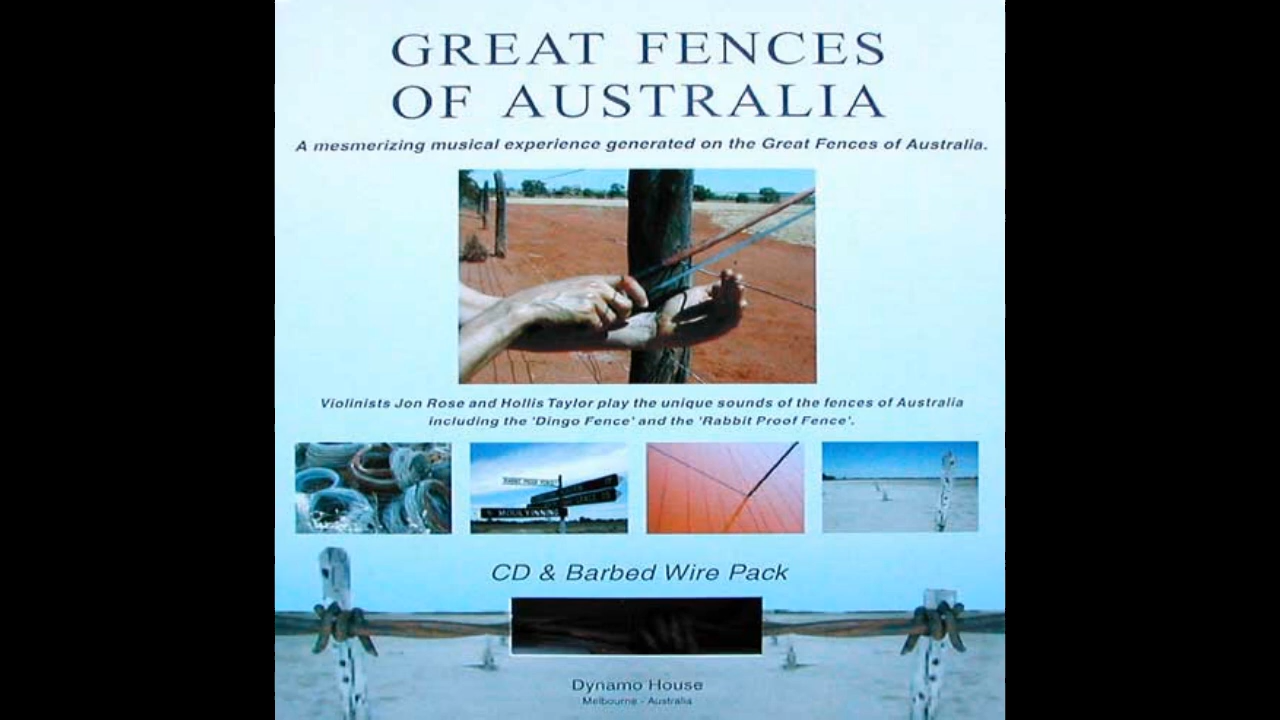 GREAT FENCES
OF AUSTRALIA
A mesmerizing musical experience generated on the Great Fences of Australia.
Violinists Jon Rose and Hollis Taylor play the unique sounds of the fences of Australia
including the 'Dingo Fence' and the 'Rabbit Proof Fence'.
MOULYINNING
CD & Barbed Wire Pack
Dynamo House
Melbourne - Australia